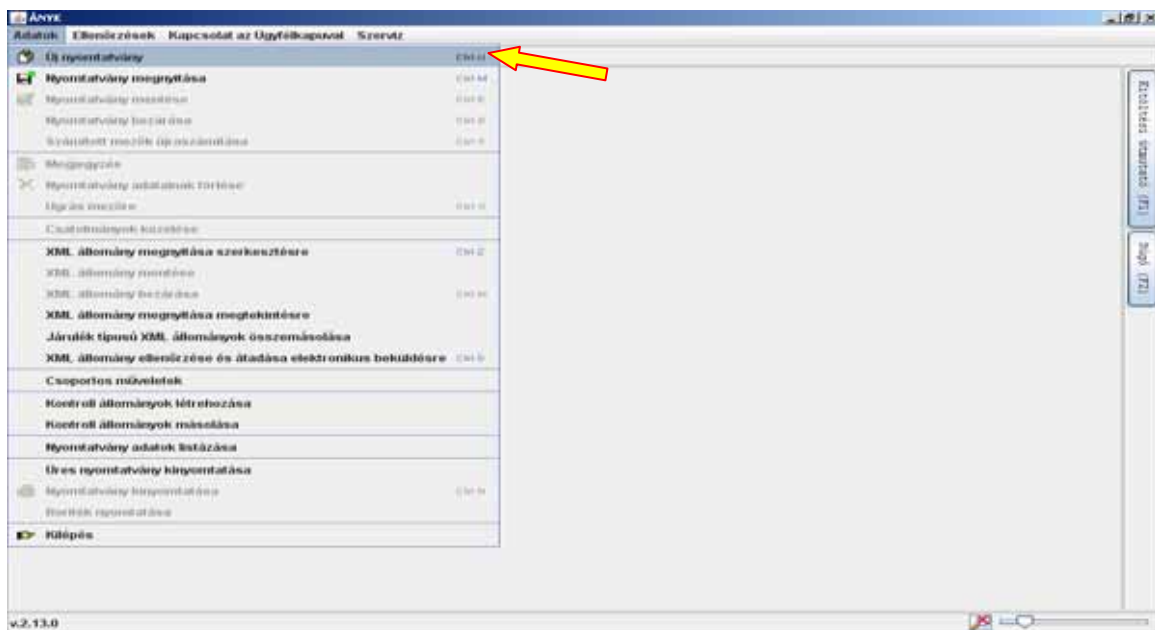 ÁNYK
Adatok Ellenőrzések Kapcsolat az Ügyfélkapuval Szerviz
Új nyomtatvány
Nyomtatvány megnyitása Ctrl-M
Nyomtatvány mentése
Nyomtatvány bezárása
Számított mezők újraszámítása
Megjegyzés
Nyomtatvány adatainak törlése
Ugrás mezőre
Csatolmányok kezelése
XML állomány megnyitása szerkesztésre
XML állomány mentése
XML állomány bezárása
XML állomány megnyitása megtekintésre
Járulék típusú XML állományok összemásolása
XML állomány ellenőrzése és átadása elektronikus beküldésre
Csoportos műveletek
Kontroll állományok létrehozása
Kontroll állományok másolása
Nyomtatvány adatok listázása
Üres nyomtatvány kinyomtatása
Nyomtatvány kinyomtatása
nyomtatása
Kilépés
Kitöltési útmutató (F1)
Súgó (F2)
v.2.13.0